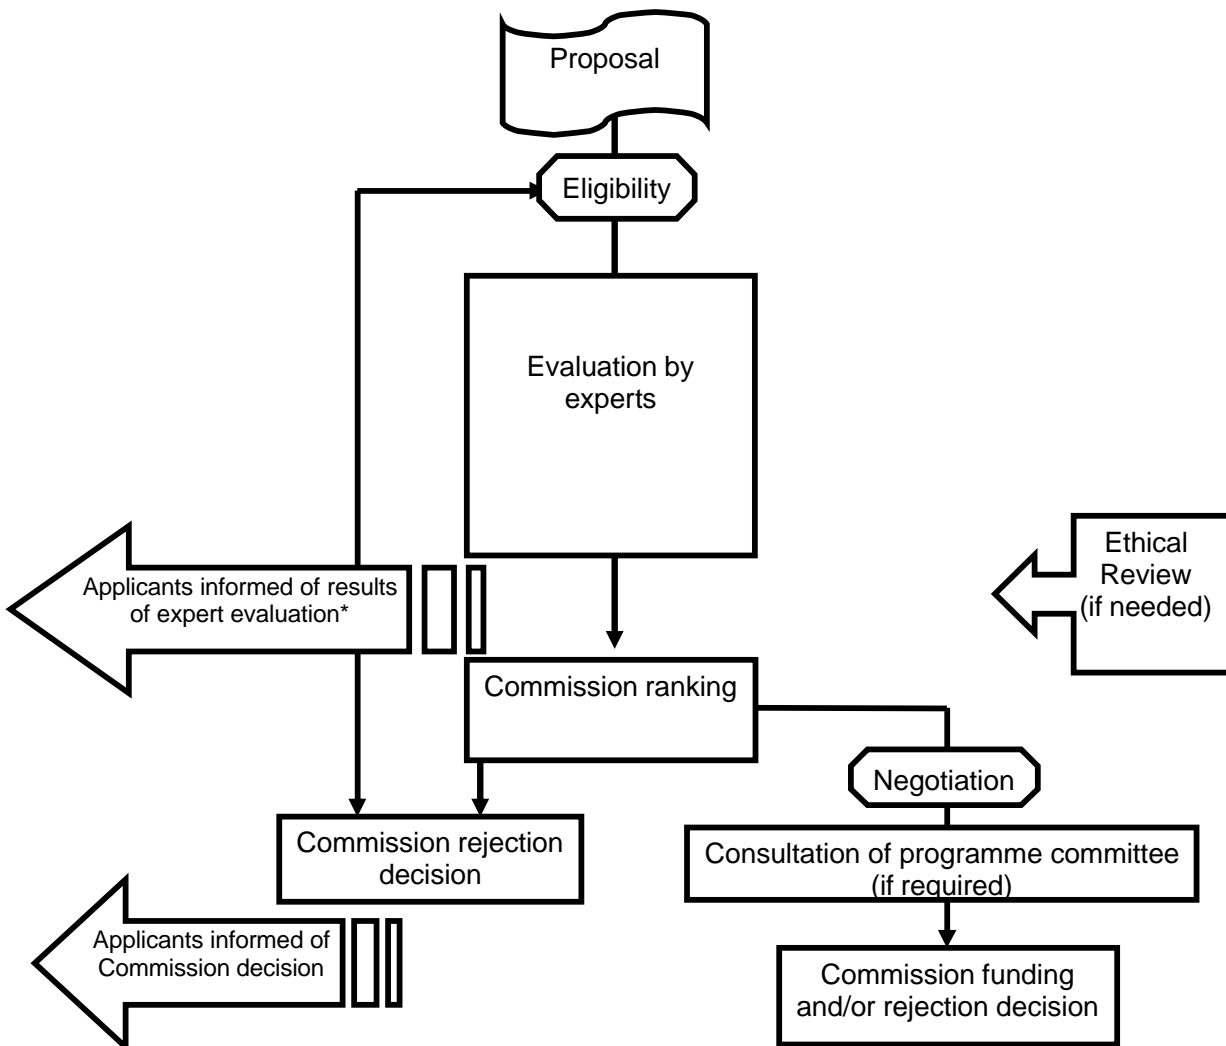 Proposal
Eligibility
Evaluation by
experts
Ethical
Review
(if needed)
Applicants informed of results
of expert evaluation*
Commission ranking
Negotiation
Commission rejection
decision
Consultation of programme committee
(if required)
Applicants informed of
Commission decision
Commission funding
and/or rejection decision